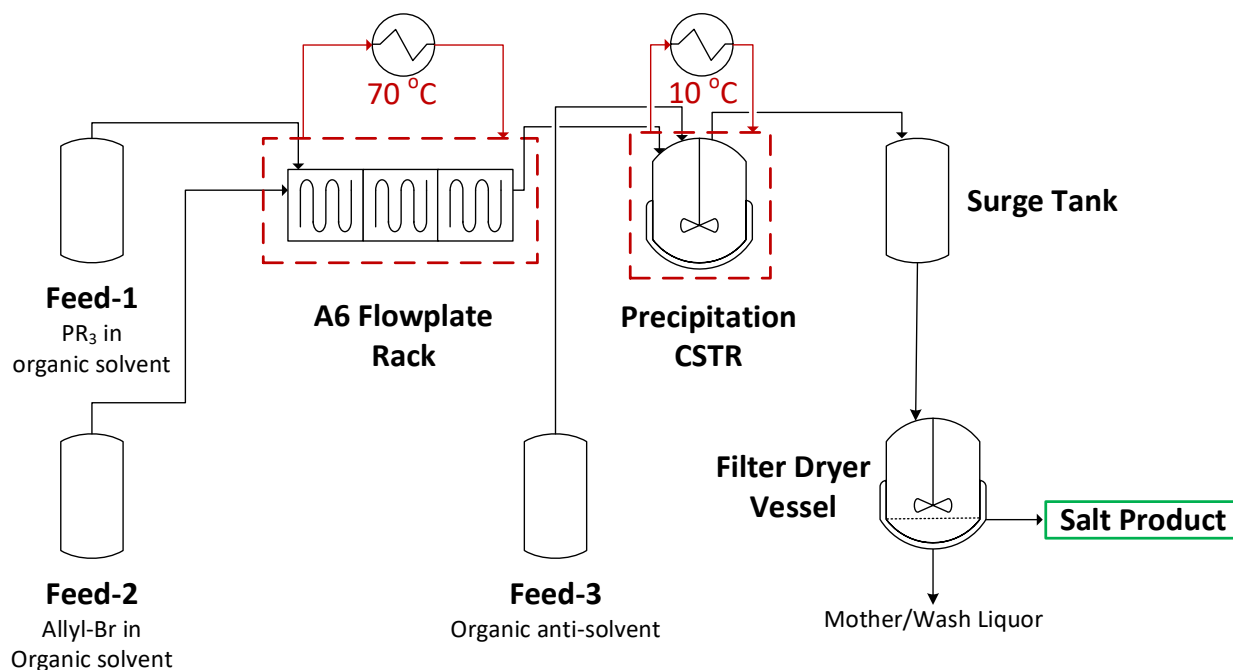 70 °C
10 °C
Feed-1
PR₃ in
organic solvent
A6 Flowplate
Rack
Precipitation
CSTR
Surge Tank
Filter Dryer
Vessel
Salt Product
Feed-2
Allyl-Br in
Organic solvent
Feed-3
Organic anti-solvent
Mother/Wash Liquor